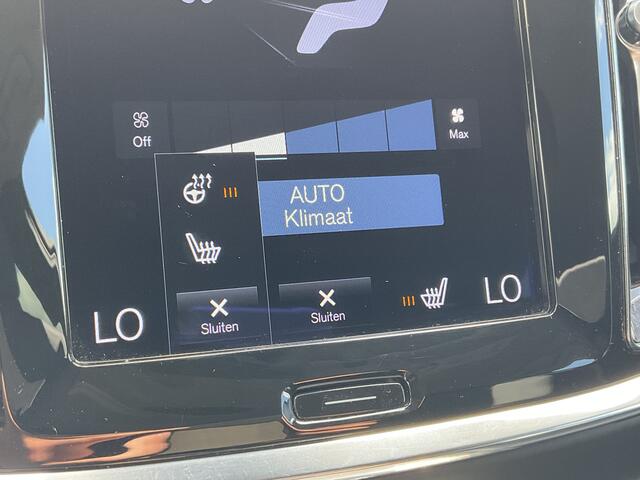 Off
Max
AUTO
Klimaat
LO
Sluiten
Sluiten
LO